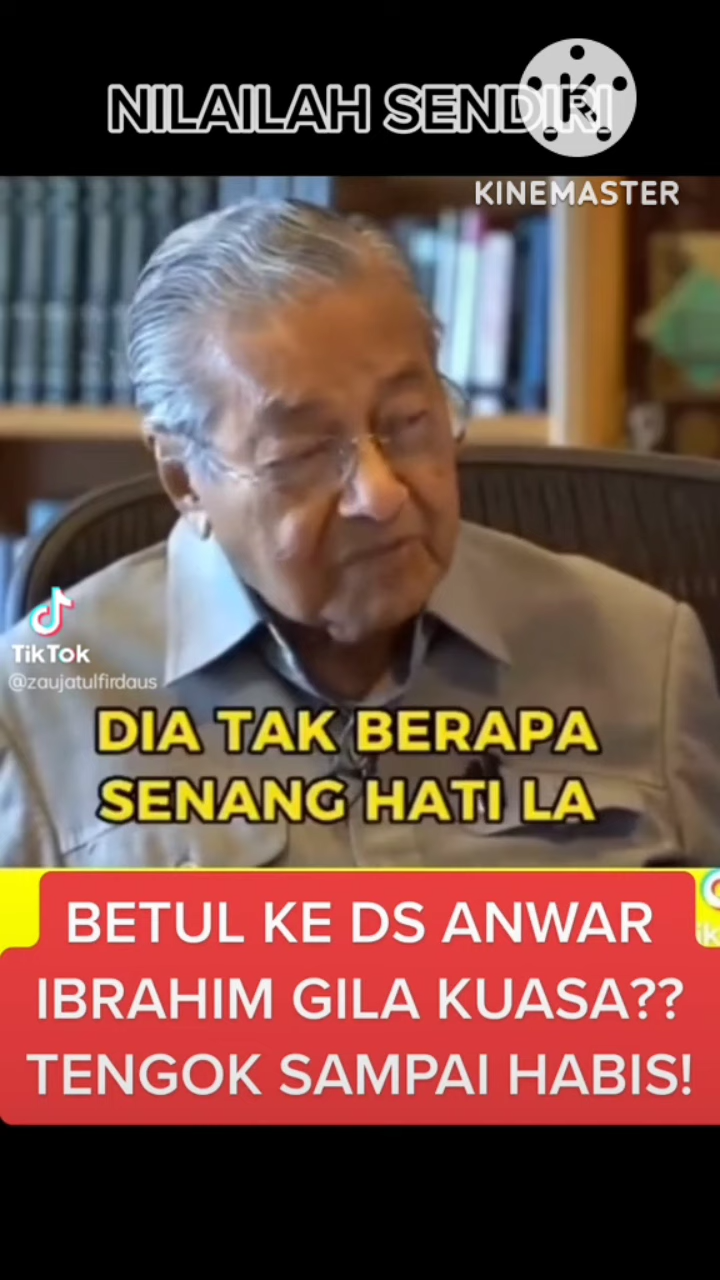 NILAILAH SENDIRI
KINEMASTER
TikTok
@zaujatulfirdaus
DIA TAK BERAPA
SENANG HATI LA
BETUL KE DS ANWAR
IBRAHIM GILA KUASA??
TENGOK SAMPAI HABIS!